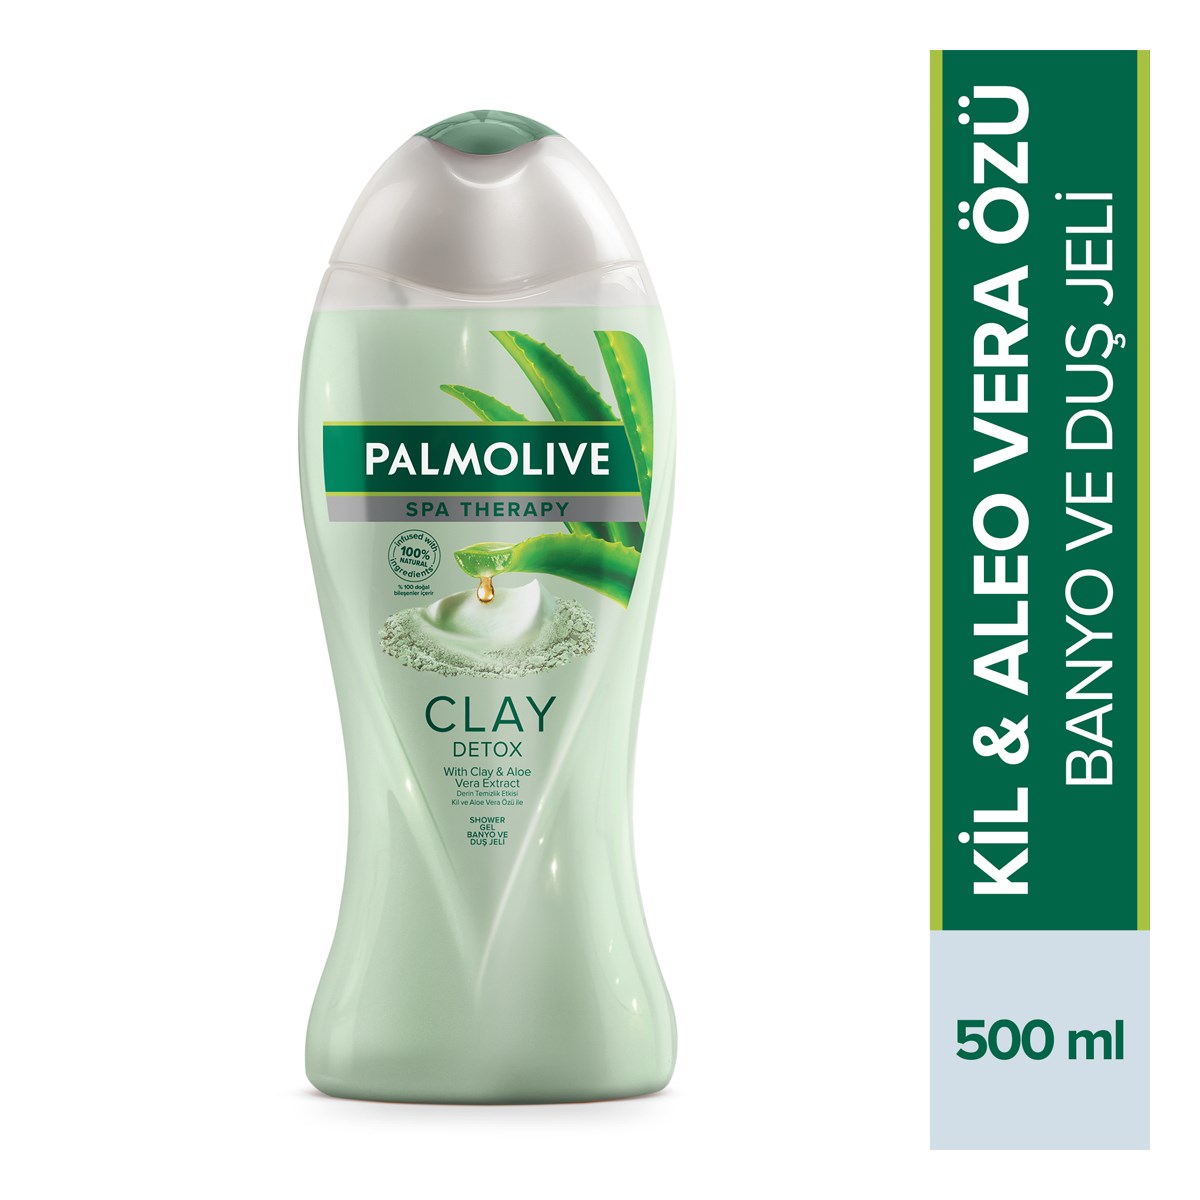 PALMOLIVE
SPA THERAPY
infused with
100%
NATURAL
ingredients
% 100 doğal
bileşenler içerir
CLAY
DETOX
With Clay & Aloe
Vera Extract
Derin Temizlik Etkisi
Kil ve Aloe Vera Özü ile
SHOWER
GEL
BANYO VE
DUŞ JELİ
KİL & ALEO VERA ÖZÜ
BANYO VE DUŞ JELİ
500 ml